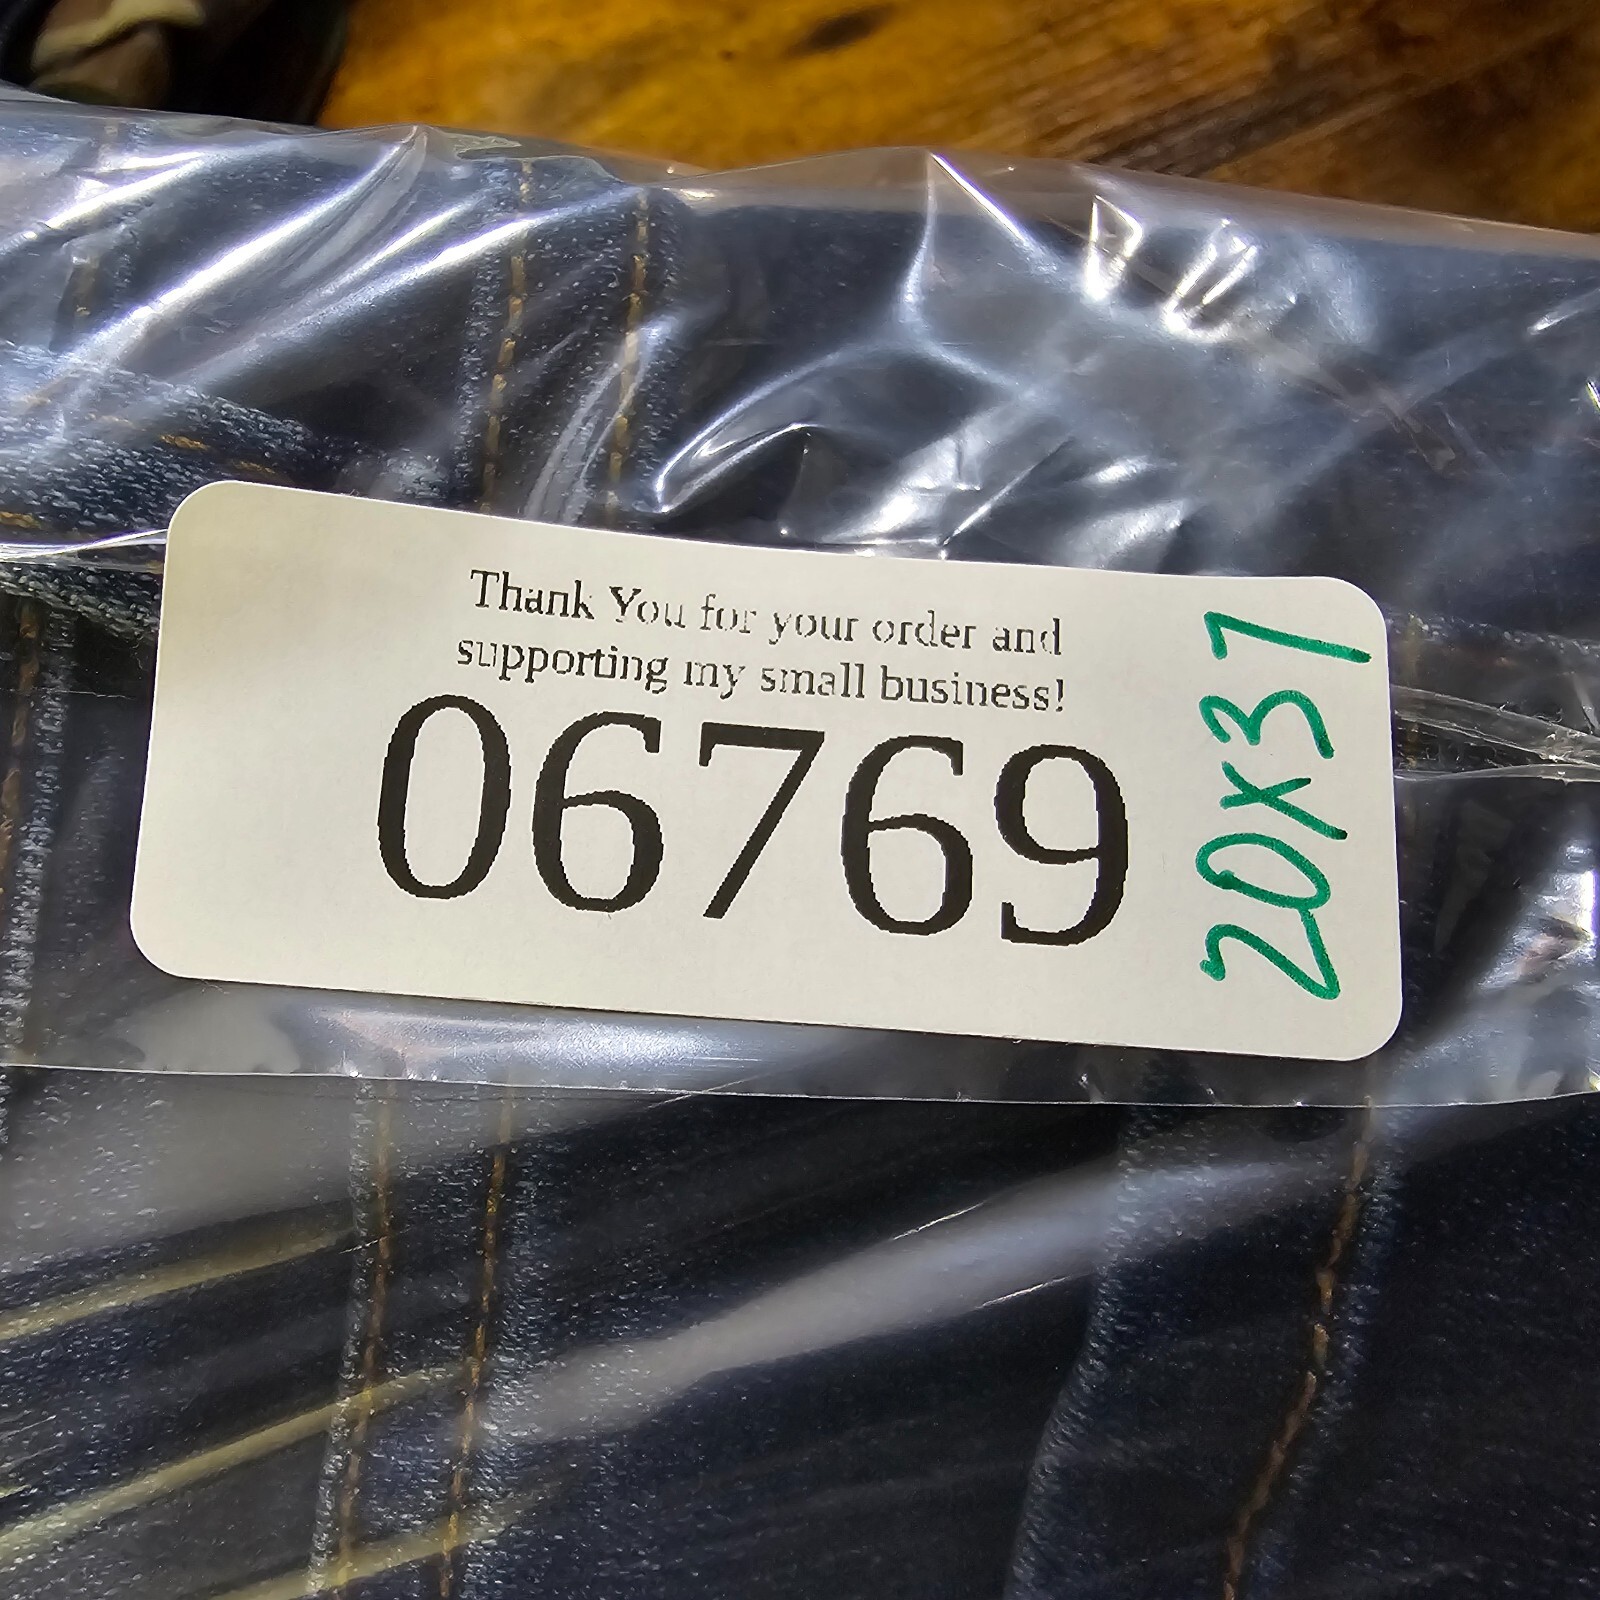 Thank You for your order and
supporting my small business!
06769
20x31